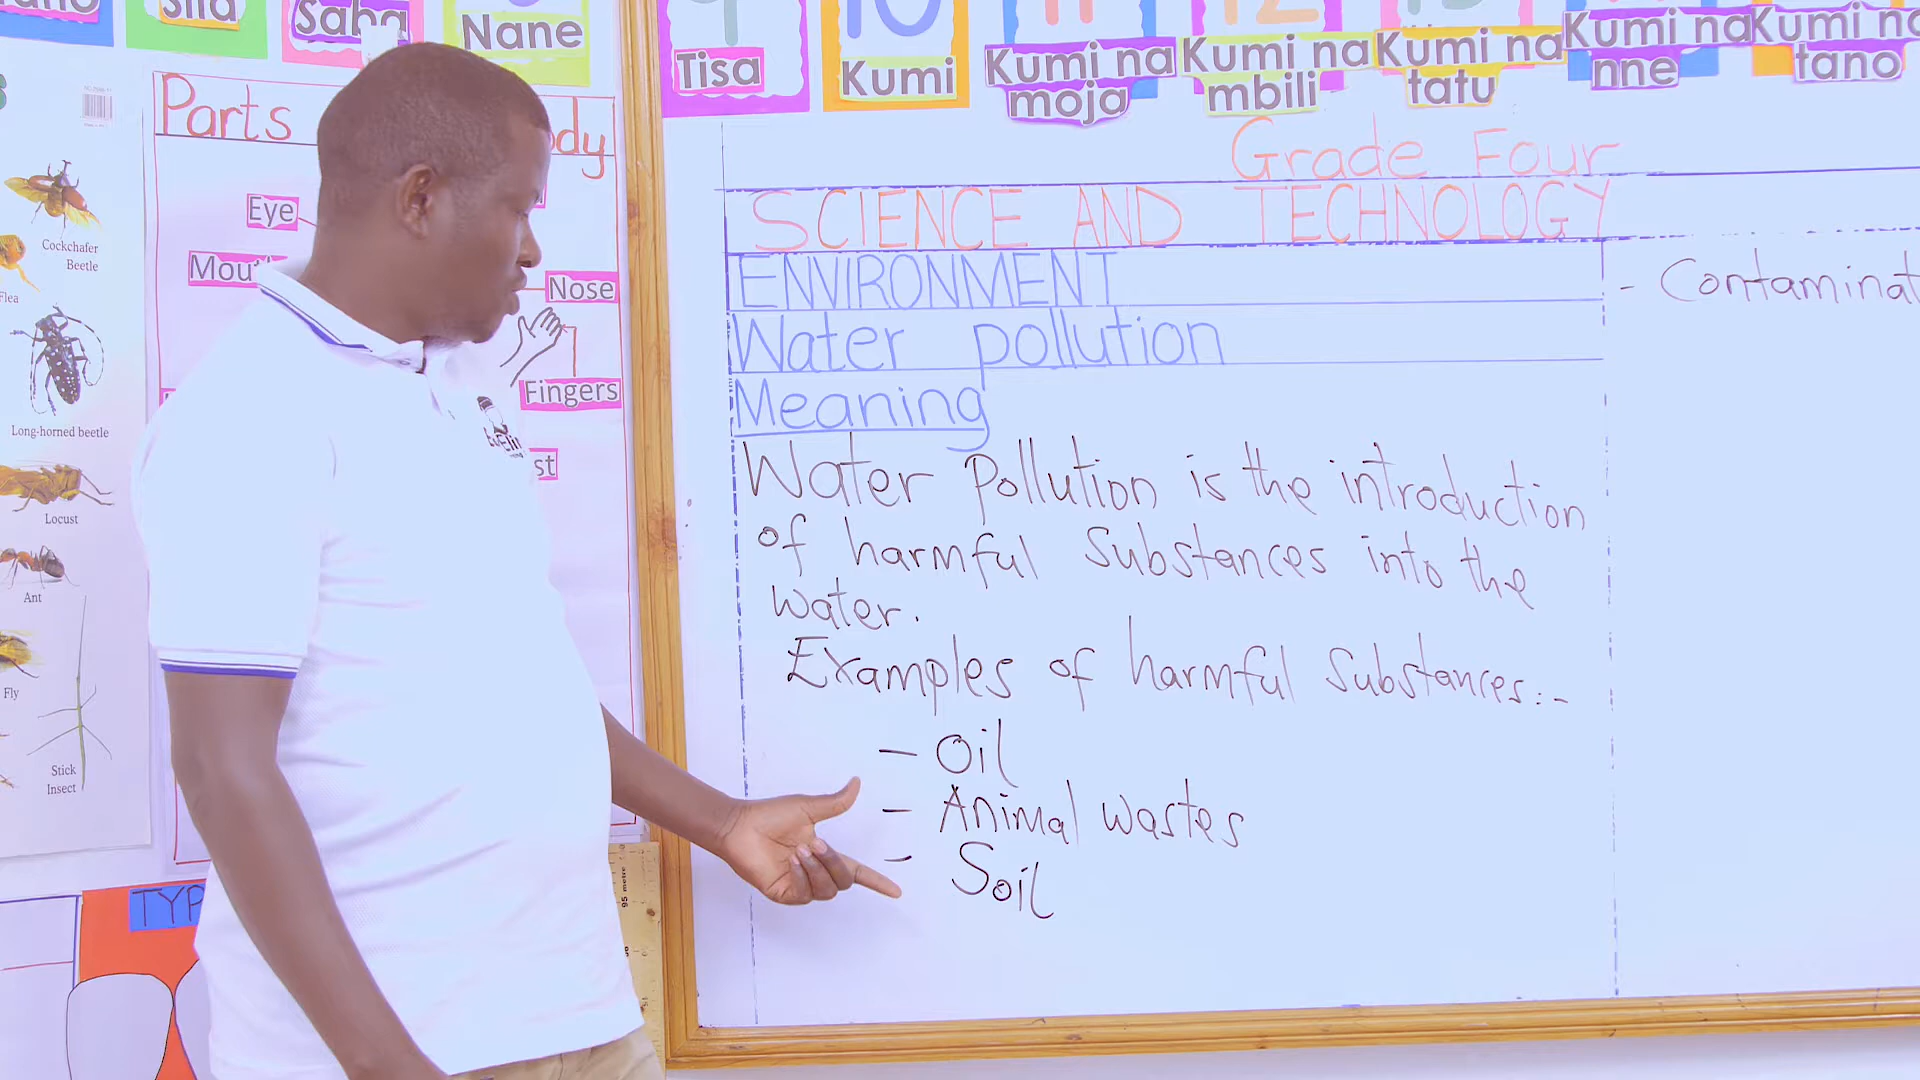 Saba
Nane
Tisa
Kumi
Kumi na
moja
Kumi na
mbili
Kumi na
tatu
Kumi na
nne
Kumi na
tano
Parts
Eye
Nose
Fingers
Cockchafer
Beetle
Flea
Long-horned beetle
Locust
Ant
Fly
Stick
Insect
Grade Four
SCIENCE AND TECHNOLOGY
ENVIRONMENT
Water pollution
Meaning
Water Pollution is the introduction
of harmful Substances into the
water.
Examples of harmful Substances:-
- Oil
- Animal wastes
- Soil